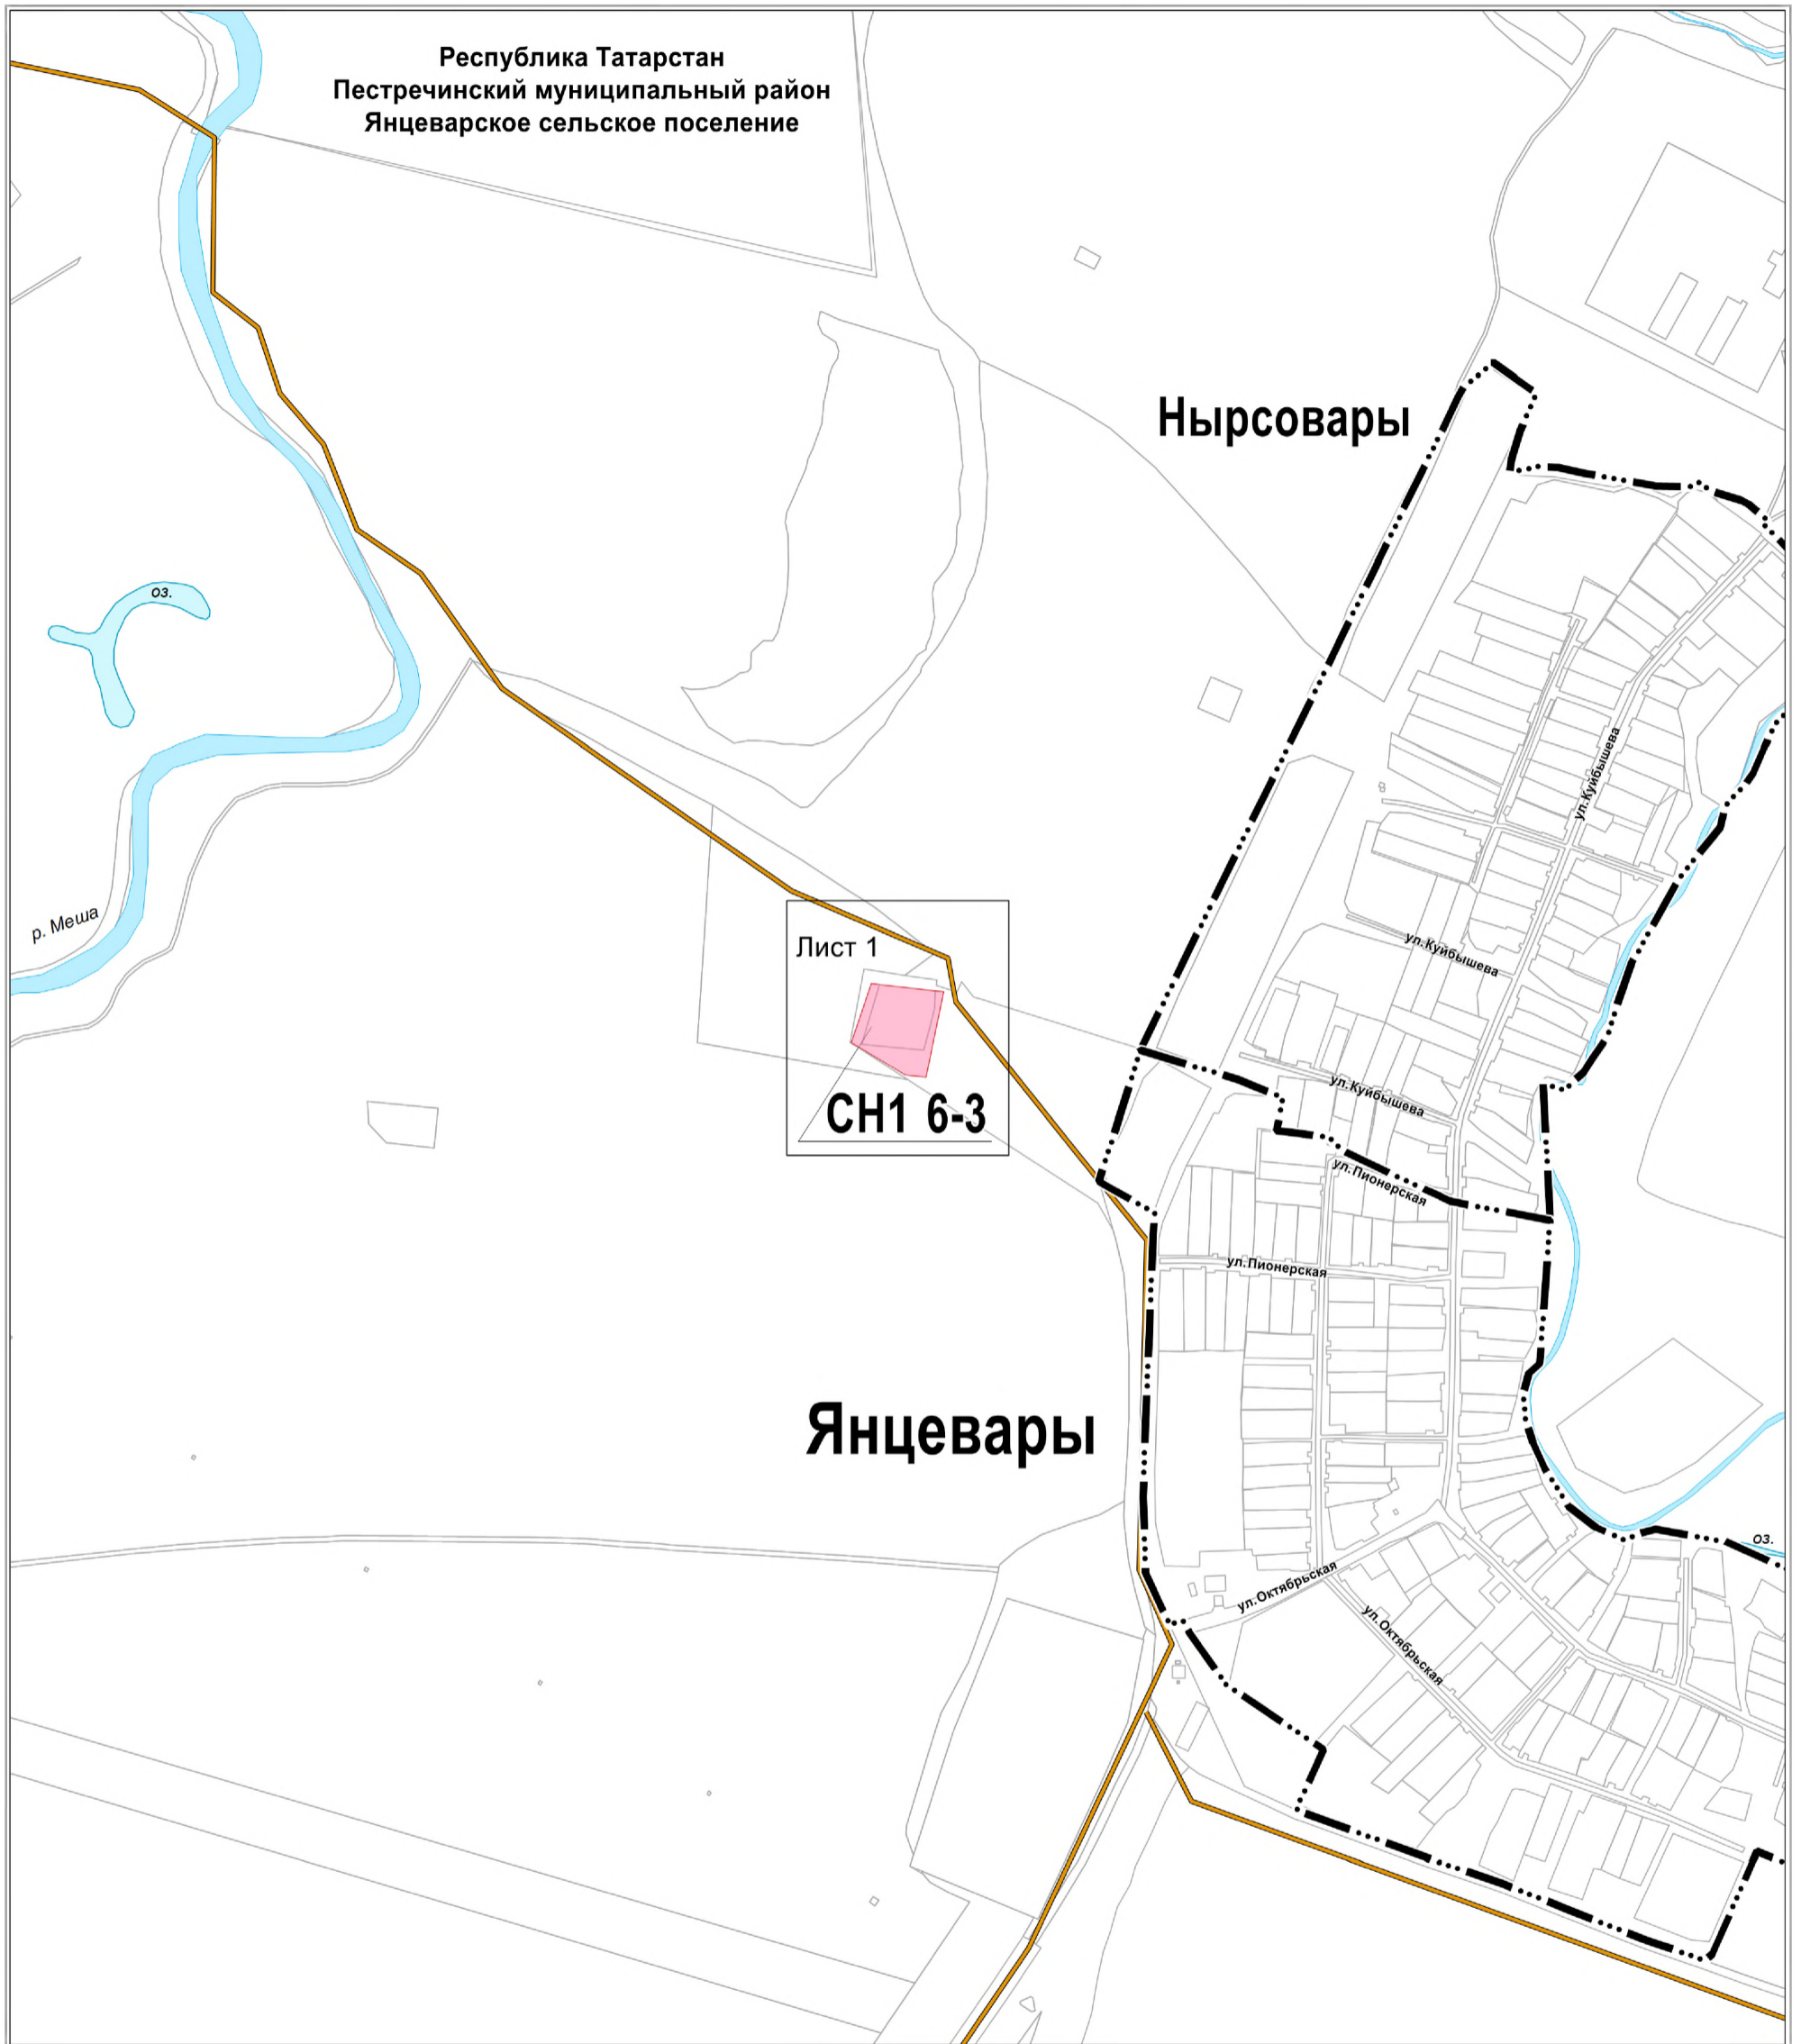 Республика Татарстан
Пестречинский муниципальный район
Янцеварское сельское поселение
Нырсовары
оз.
ул.Куйбышева
р. Меша
Лист 1
ул.Куйбышева
СН1 6-3
ул.Куйбышева
ул.Пионерская
ул.Пионерская
Янцевары
оз.
ул.Октябрьская
ул.Октябрьская